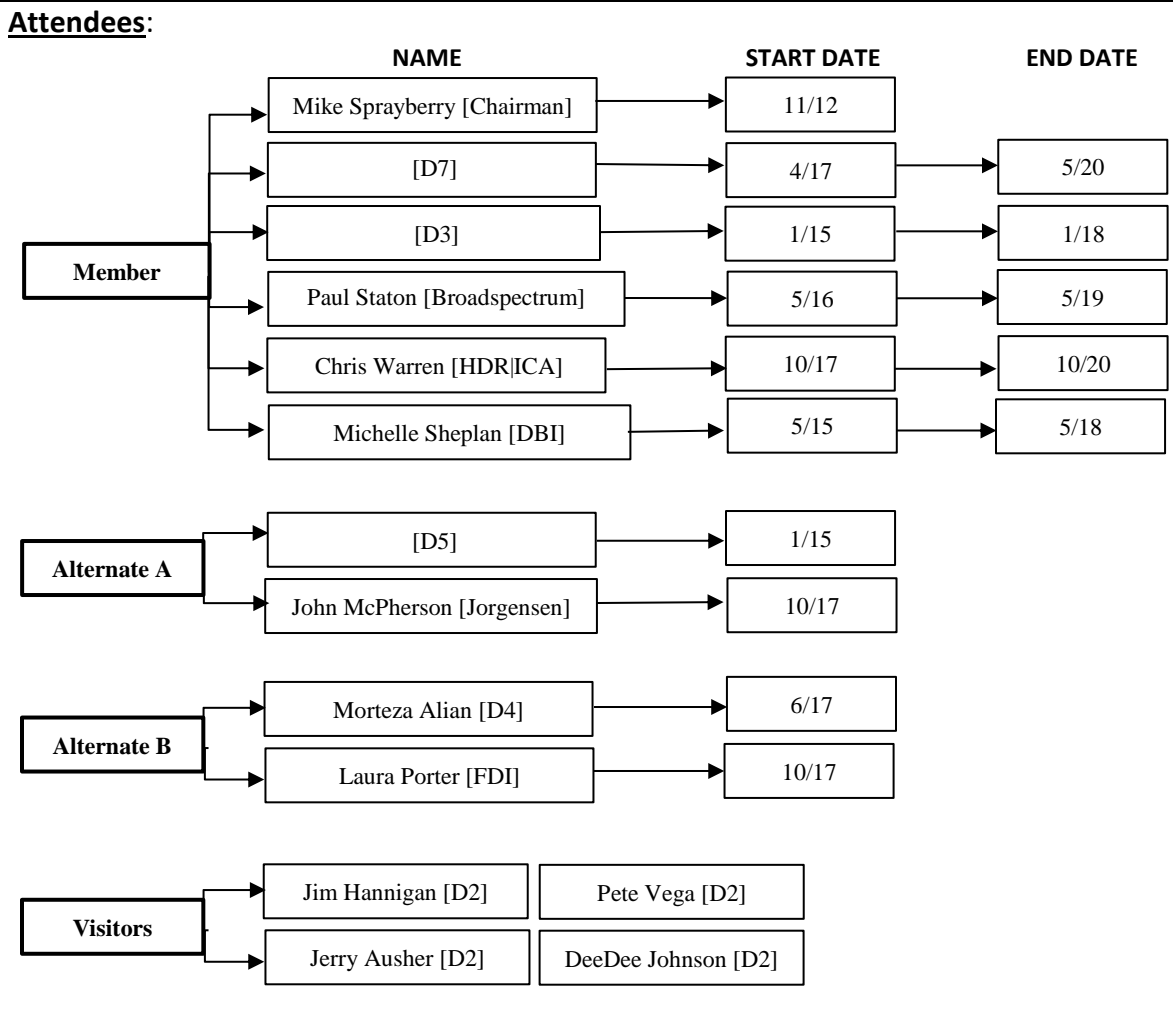 Attendees:
NAME START DATE END DATE
Mike Sprayberry [Chairman] 11/12
[D7] 4/17 5/20
[D3] 1/15 1/18
Member
Paul Staton [Broadspectrum] 5/16 5/19
Chris Warren [HDR|ICA] 10/17 10/20
Michelle Sheplan [DBI] 5/15 5/18
[D5] 1/15
Alternate A
John McPherson [Jorgensen] 10/17
Morteza Alian [D4] 6/17
Alternate B
Laura Porter [FDI] 10/17
Jim Hannigan [D2] Pete Vega [D2]
Visitors
Jerry Ausher [D2] DeeDee Johnson [D2]